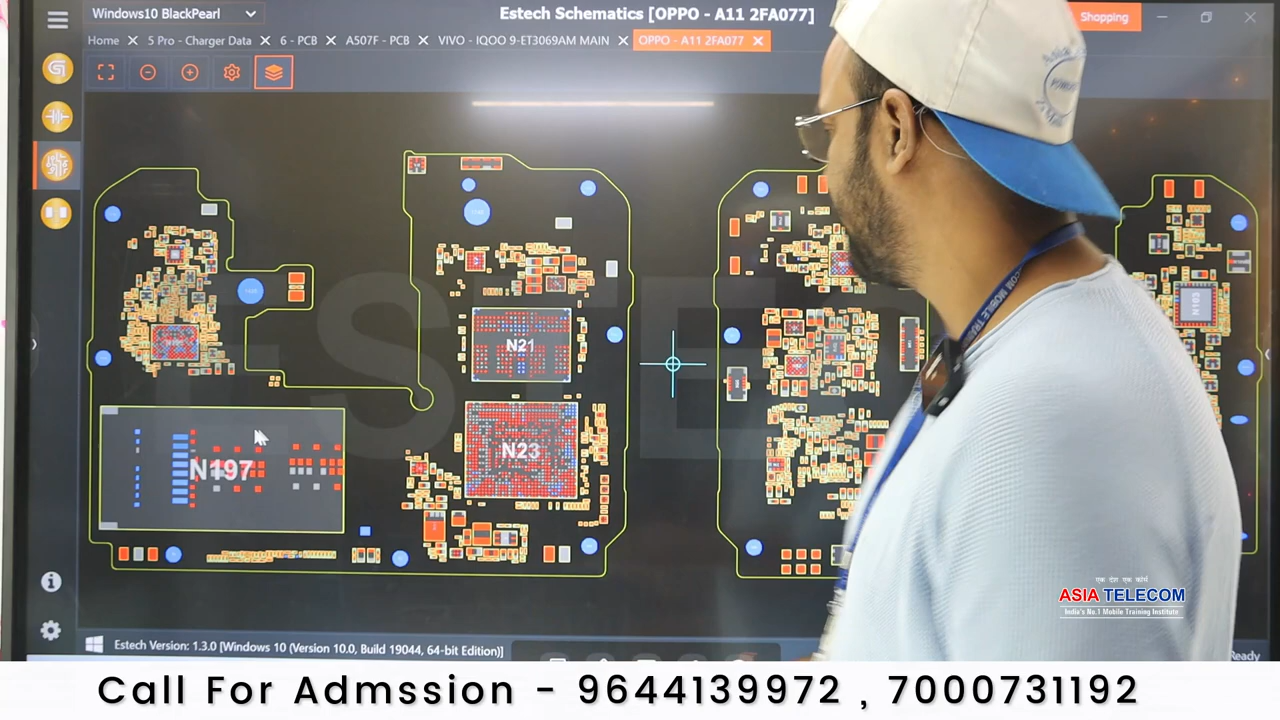 Windows10 BlackPearl
Estech Schematics [OPPO - A11 2FA077]
Shopping
Home
5 Pro - Charger Data
6 - PCB
A507F - PCB
VIVO - IQOO 9-ET3069AM MAIN
OPPO - A11 2FA077
N21
N23
N197
N103
Estech Version: 1.3.0 [Windows 10 (Version 10.0, Build 19044, 64-bit Edition)]
Ready
एक देश एक कोर्स
ASIA TELECOM
India's No.1 Mobile Training Institute
Call For Admssion - 9644139972 , 7000731192